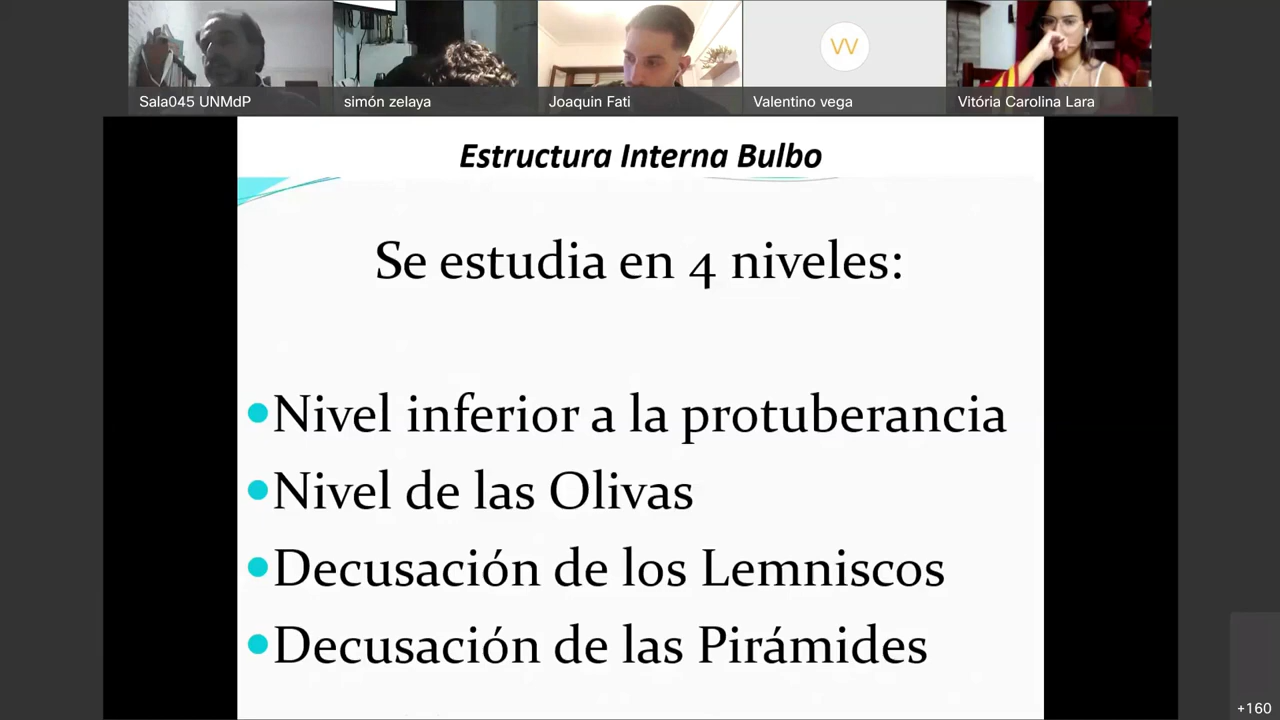 Sala045 UNMdP
simón zelaya
Joaquin Fati
VV
Valentino vega
Vitória Carolina Lara
Estructura Interna Bulbo
Se estudia en 4 niveles:
•Nivel inferior a la protuberancia
•Nivel de las Olivas
•Decusación de los Lemniscos
•Decusación de las Pirámides
+160